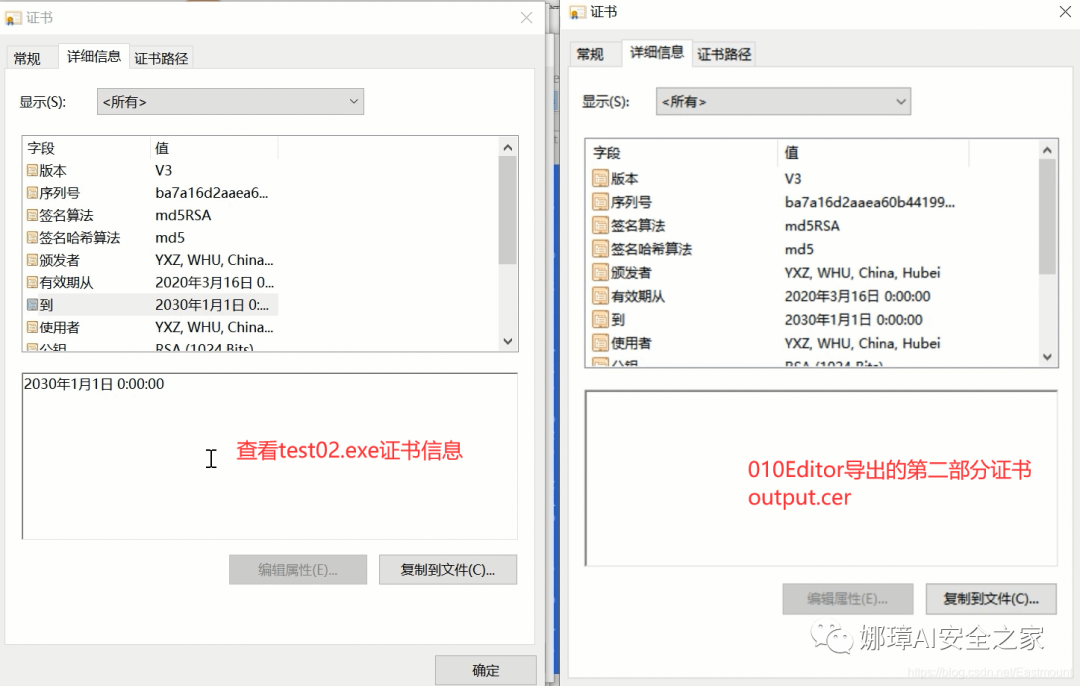 证书
常规 详细信息 证书路径
显示(S): <所有>
字段 值
版本 V3
序列号 ba7a16d2aaea6...
签名算法 md5RSA
签名哈希算法 md5
颁发者 YXZ, WHU, China...
有效期从 2020年3月16日 0...
到 2030年1月1日 0:...
使用者 YXZ, WHU, China...
公钥 RSA (1024 Bits)
2030年1月1日 0:00:00
查看test02.exe证书信息
编辑属性(E)... 复制到文件(C)...
确定
证书
常规 详细信息 证书路径
显示(S): <所有>
字段 值
版本 V3
序列号 ba7a16d2aaea60b44199...
签名算法 md5RSA
签名哈希算法 md5
颁发者 YXZ, WHU, China, Hubei
有效期从 2020年3月16日 0:00:00
到 2030年1月1日 0:00:00
使用者 YXZ, WHU, China, Hubei
公钥 RSA (1024 Bits)
010Editor导出的第二部分证书
output.cer
编辑属性(E)... 复制到文件(C)...
娜璋AI安全之家
https://blog.csdn.net/Eastmount